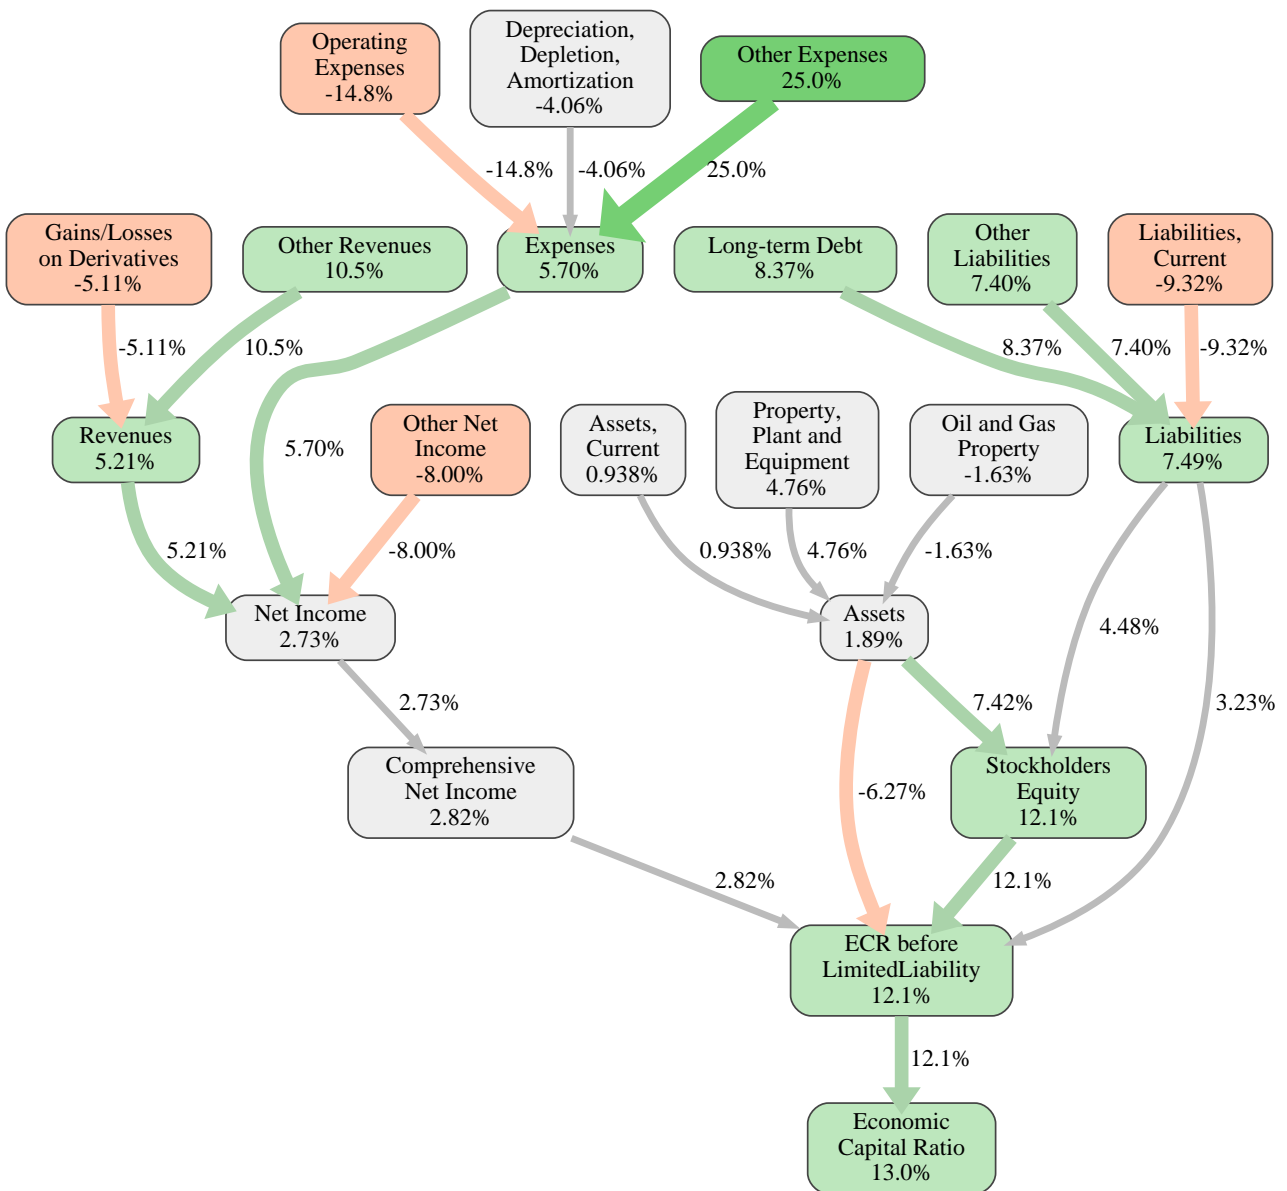 Operating
Expenses
-14.8%
Depreciation,
Depletion,
Amortization
-4.06%
Other Expenses
25.0%
-14.8%
-4.06%
25.0%
Gains/Losses
on Derivatives
-5.11%
Other Revenues
10.5%
Expenses
5.70%
Long-term Debt
8.37%
Other
Liabilities
7.40%
Liabilities,
Current
-9.32%
-5.11%
10.5%
8.37%
7.40%
-9.32%
Revenues
5.21%
5.70%
Other Net
Income
-8.00%
Assets,
Current
0.938%
Property,
Plant and
Equipment
4.76%
Oil and Gas
Property
-1.63%
Liabilities
7.49%
5.21%
-8.00%
0.938%
4.76%
-1.63%
Net Income
2.73%
Assets
1.89%
4.48%
2.73%
7.42%
3.23%
Comprehensive
Net Income
2.82%
-6.27%
Stockholders
Equity
12.1%
2.82%
12.1%
ECR before
LimitedLiability
12.1%
12.1%
Economic
Capital Ratio
13.0%